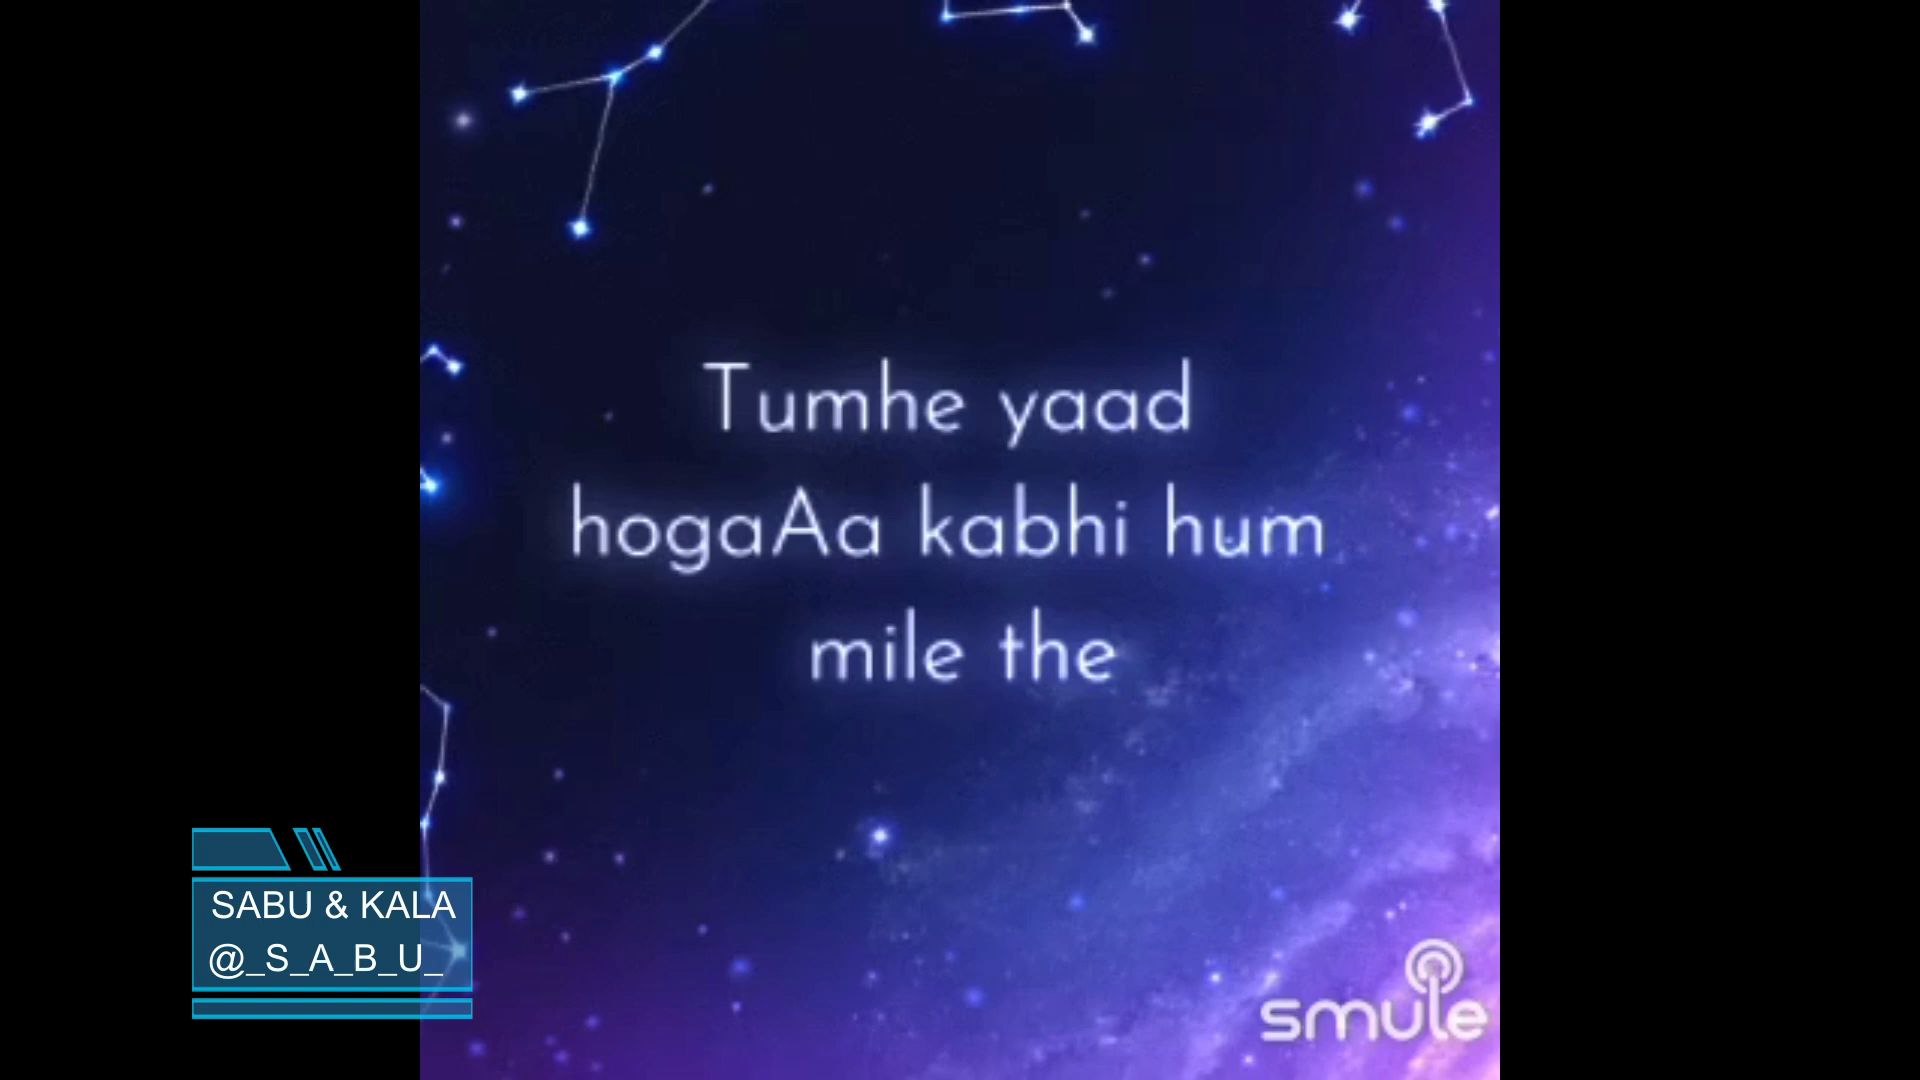 Tumhe yaad
hogaAa kabhi hum
mile the
SABU & KALA
@_S_A_B_U_
smule